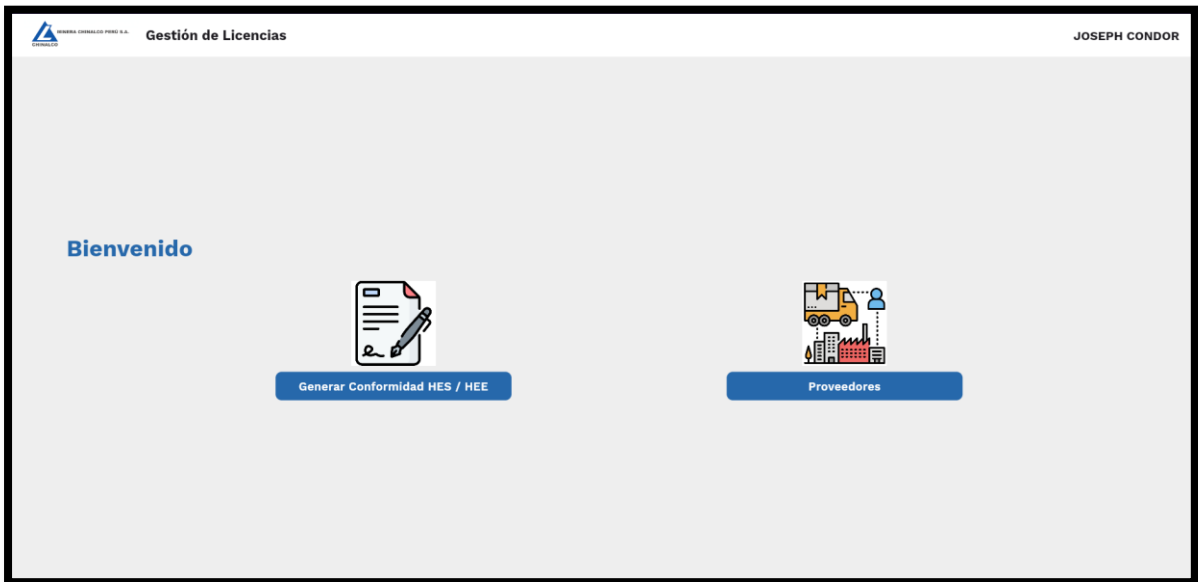 CHINALCO
MINERA CHINALCO PERÚ S.A.
Gestión de Licencias
JOSEPH CONDOR
Bienvenido
Generar Conformidad HES / HEE
Proveedores